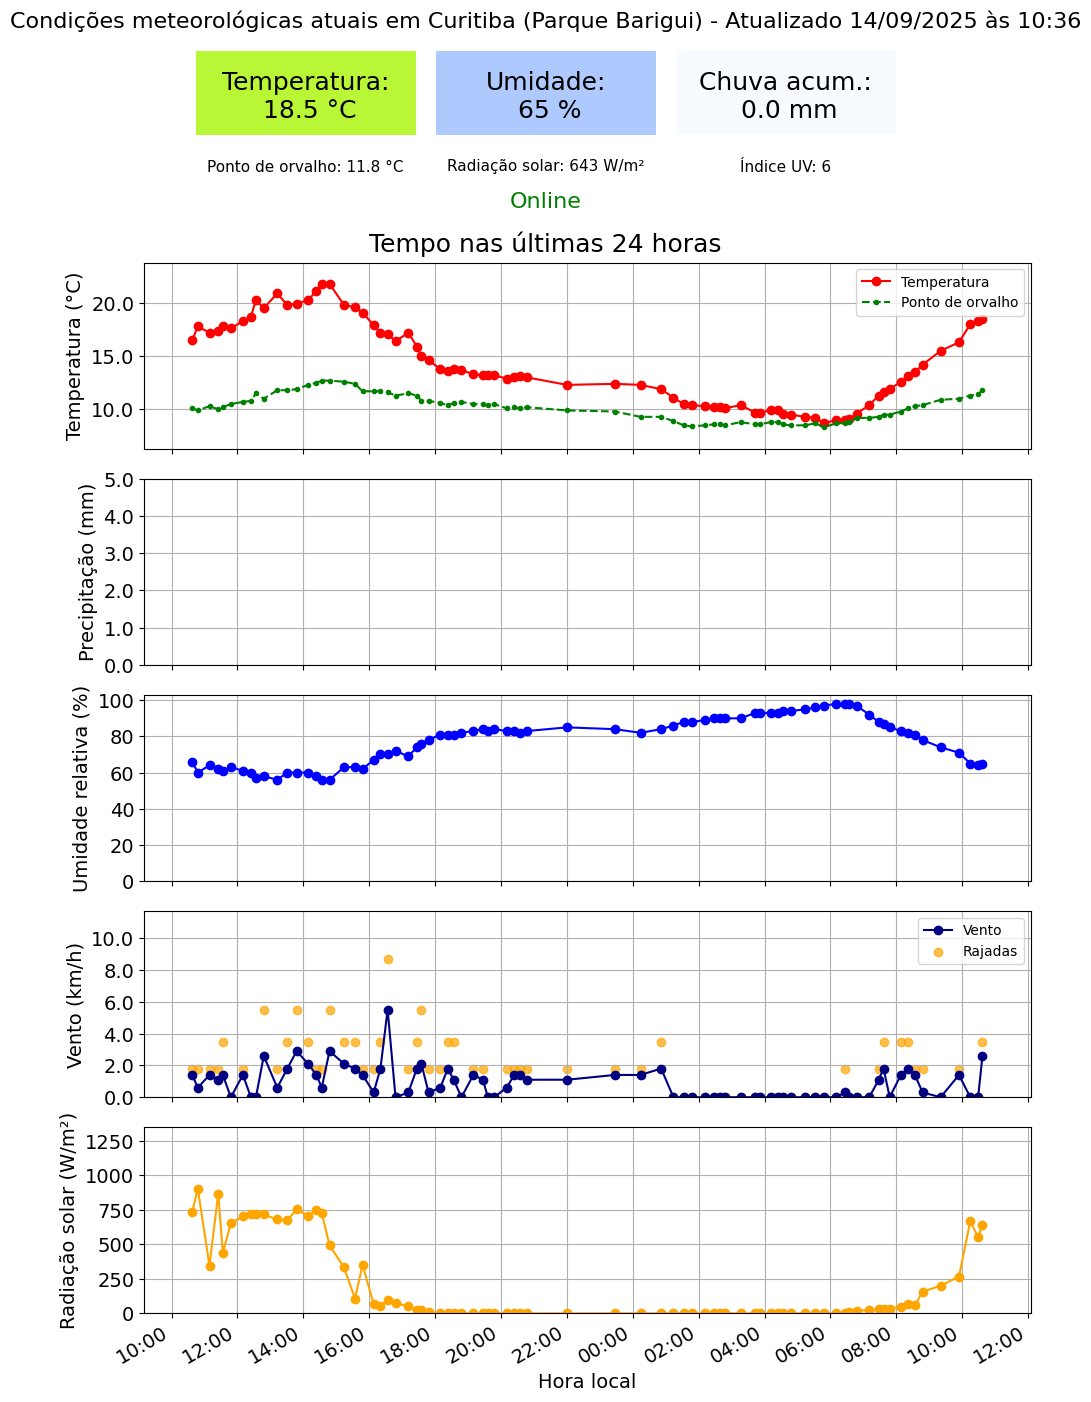 Condições meteorológicas atuais em Curitiba (Parque Barigui) - Atualizado 14/09/2025 às 10:36
Temperatura:
18.5 °C
Umidade:
65 %
Chuva acum.:
0.0 mm
Ponto de orvalho: 11.8 °C
Radiação solar: 643 W/m²
Índice UV: 6
Online
Tempo nas últimas 24 horas
Temperatura (°C)
20.0
15.0
10.0
Temperatura
Ponto de orvalho
Precipitação (mm)
5.0
4.0
3.0
2.0
1.0
0.0
Umidade relativa (%)
100
80
60
40
20
0
Vento (km/h)
10.0
8.0
6.0
4.0
2.0
0.0
Vento
Rajadas
Radiação solar (W/m²)
1250
1000
750
500
250
0
10:00
12:00
14:00
16:00
18:00
20:00
22:00
00:00
02:00
04:00
06:00
08:00
10:00
12:00
Hora local